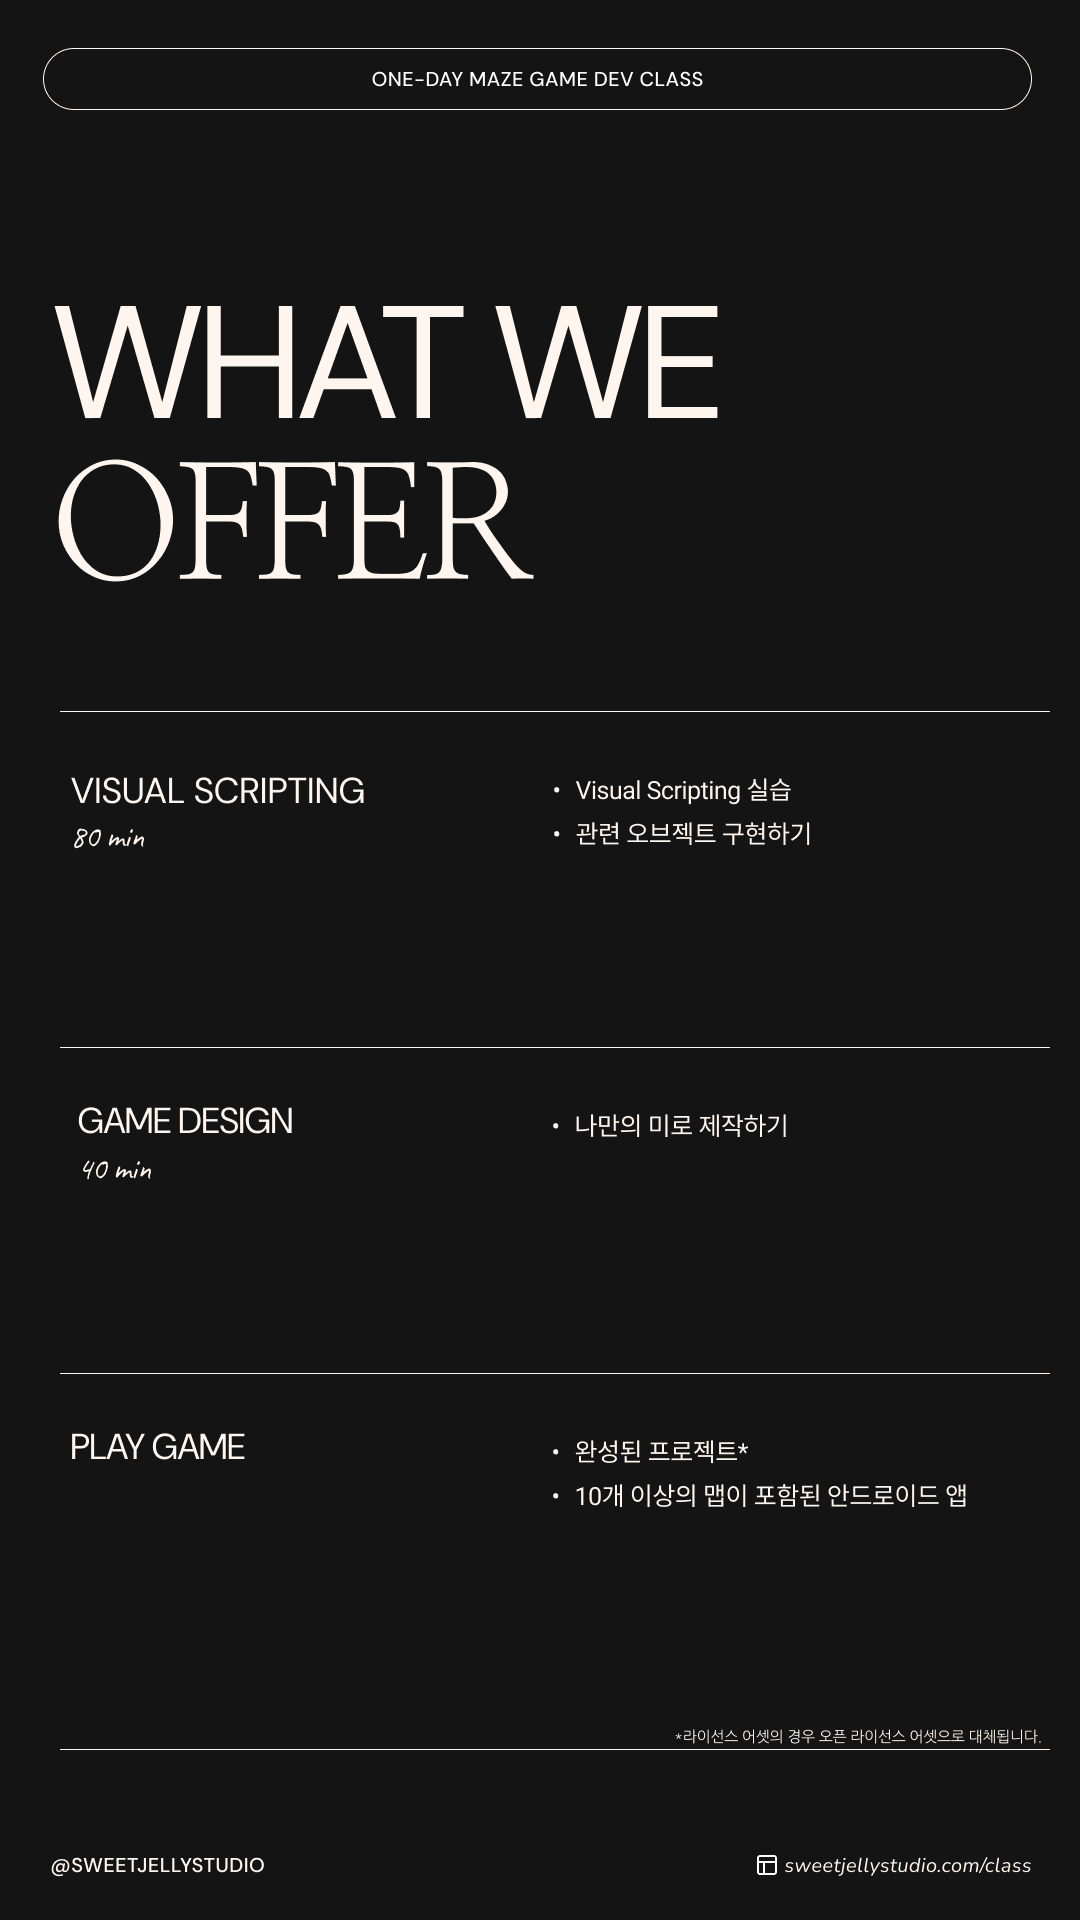 ONE-DAY MAZE GAME DEV CLASS
WHAT WE
OFFER
VISUAL SCRIPTING
80 min
• Visual Scripting 실습
• 관련 오브젝트 구현하기
GAME DESIGN
40 min
• 나만의 미로 제작하기
PLAY GAME
• 완성된 프로젝트*
• 10개 이상의 맵이 포함된 안드로이드 앱
*라이선스 어셋의 경우 오픈 라이선스 어셋으로 대체됩니다.
@SWEETJELLYSTUDIO
sweetjellystudio.com/class